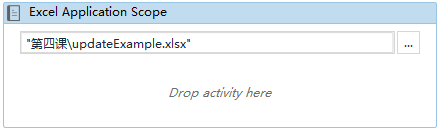 Excel Application Scope
"第四课\updateExample.xlsx"
...
Drop activity here